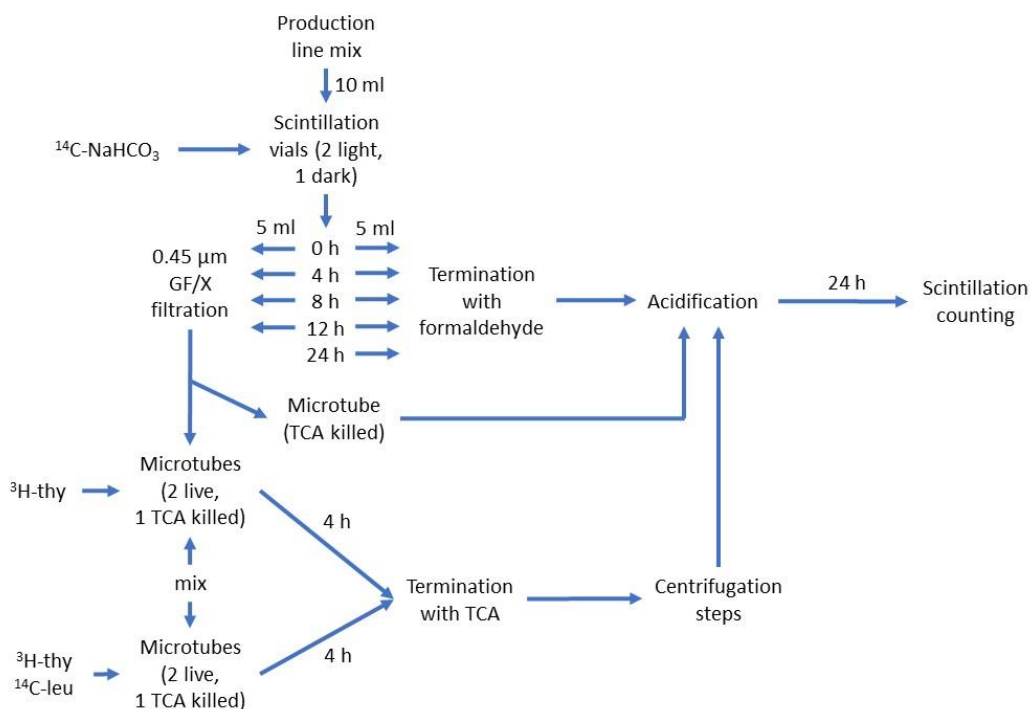 Production
line mix
10 ml
¹⁴C-NaHCO₃
Scintillation
vials (2 light,
1 dark)
5 ml
5 ml
0 h
4 h
8 h
12 h
24 h
0.45 µm
GF/X
filtration
Termination
with
formaldehyde
Acidification
24 h
Scintillation
counting
Microtube
(TCA killed)
³H-thy
Microtubes
(2 live,
1 TCA killed)
4 h
mix
Termination
with TCA
Centrifugation
steps
³H-thy
¹⁴C-leu
Microtubes
(2 live,
1 TCA killed)
4 h